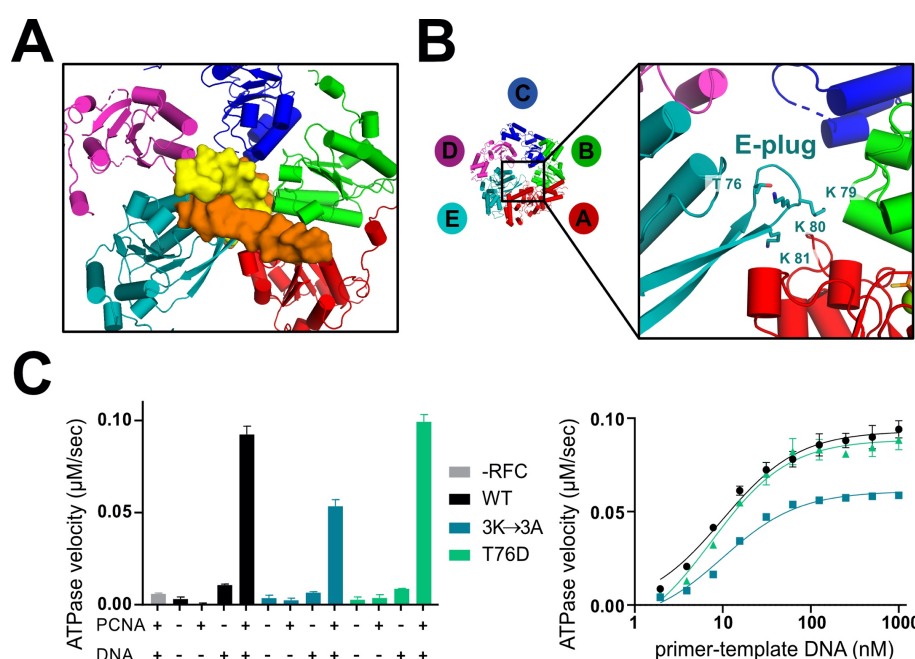 A
B
C
D
B
E
A
E-plug
T 76
K 79
K 80
K 81
C
ATPase velocity (µM/sec)
0.10
0.05
0.00
-RFC
WT
3K→3A
T76D
PCNA + - + - + - + - + - + - +
DNA + - - + + - - + + - - + +
ATPase velocity (µM/sec)
0.10
0.05
0.00
1 10 100 1000
primer-template DNA (nM)